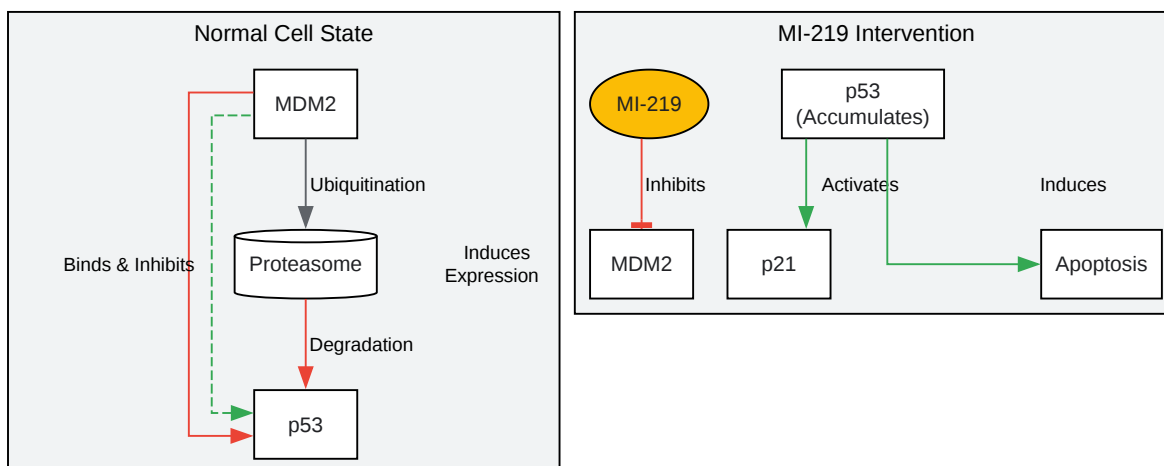 Normal Cell State
MDM2
Ubiquitination
Binds & Inhibits
Proteasome
Induces
Expression
Degradation
p53
MI-219 Intervention
MI-219
p53
(Accumulates)
Inhibits
Activates
Induces
MDM2
p21
Apoptosis